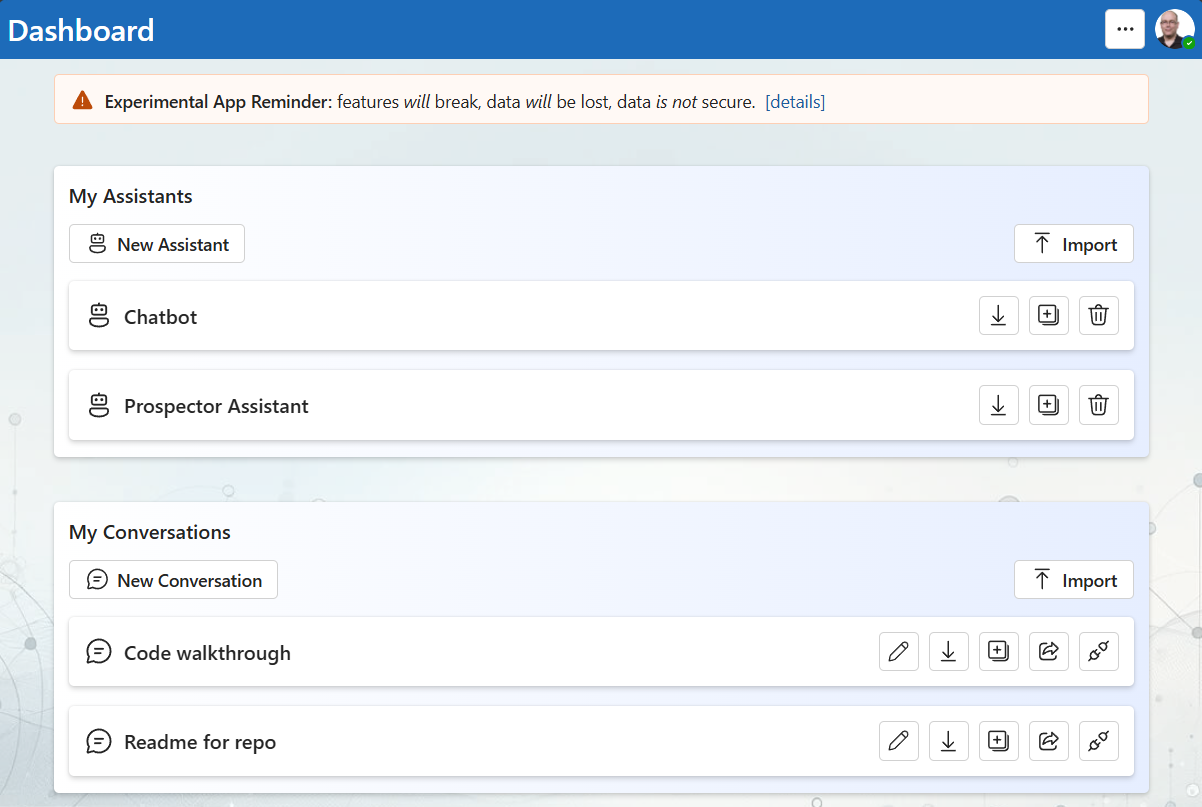 Dashboard
Experimental App Reminder: features will break, data will be lost, data is not secure. [details]
My Assistants
New Assistant
Import
Chatbot
Prospector Assistant
My Conversations
New Conversation
Import
Code walkthrough
Readme for repo